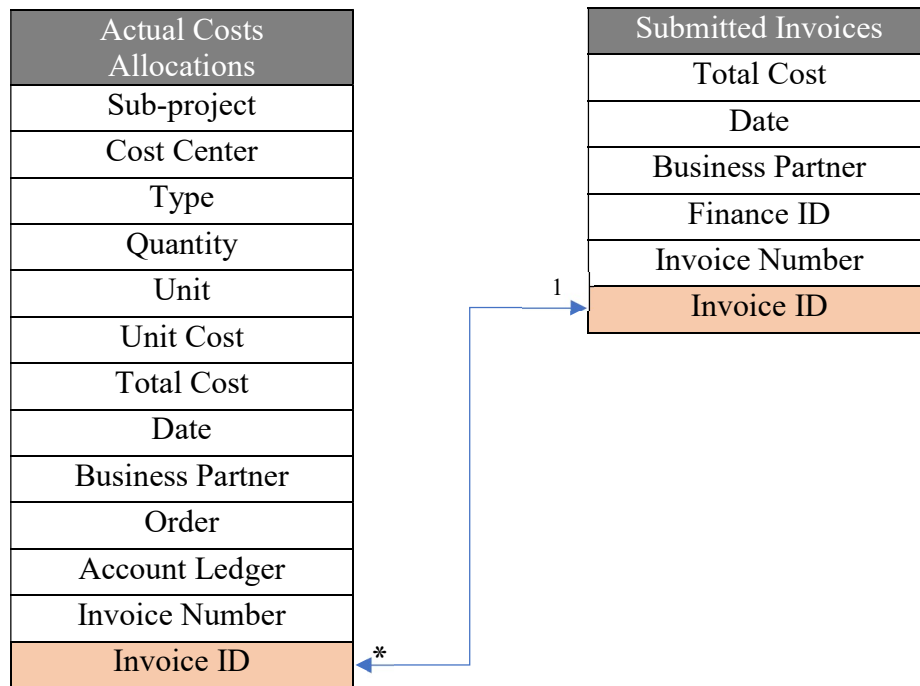 Actual Costs
Allocations
Sub-project
Cost Center
Type
Quantity
Unit
Unit Cost
Total Cost
Date
Business Partner
Order
Account Ledger
Invoice Number
Invoice ID
*
Submitted Invoices
Total Cost
Date
Business Partner
Finance ID
Invoice Number
Invoice ID
1